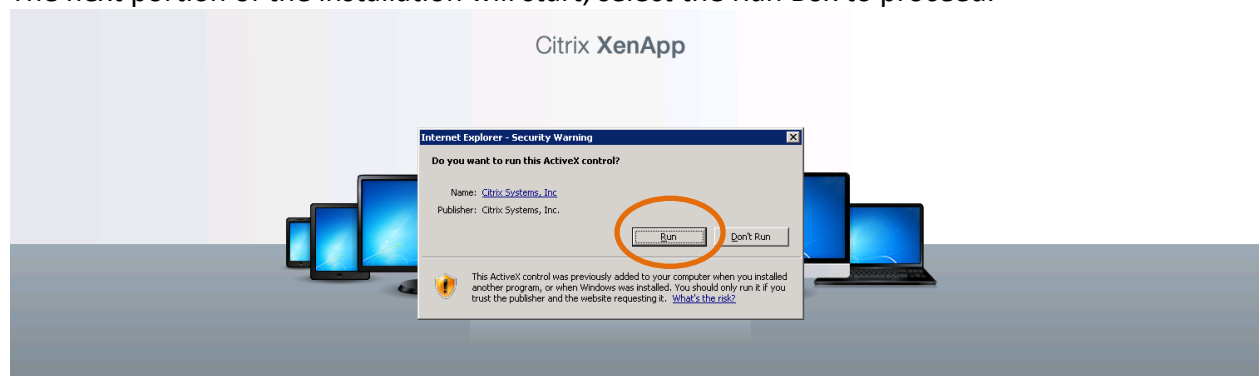 The next portion of the installation will start, select the Run Box to proceed.
Citrix XenApp
Internet Explorer - Security Warning
Do you want to run this ActiveX control?
Name: Citrix Systems, Inc
Publisher: Citrix Systems, Inc.
Run Don't Run
This ActiveX control was previously added to your computer when you installed
another program, or when Windows was installed. You should only run it if you
trust the publisher and the website requesting it. What's the risk?